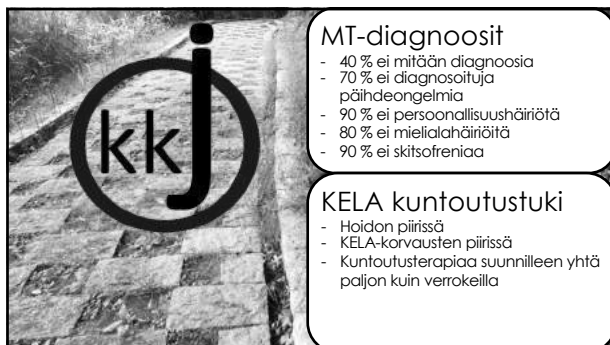 kkj
MT-diagnoosit
- 40 % ei mitään diagnoosia
- 70 % ei diagnosoituja
päihdeongelmia
- 90 % ei persoonallisuushäiriötä
- 80 % ei mielialahäiriöitä
- 90 % ei skitsofreniaa
KELA kuntoutustuki
- Hoidon piirissä
- KELA-korvausten piirissä
- Kuntoutusterapiaa suunnilleen yhtä
paljon kuin verrokeilla